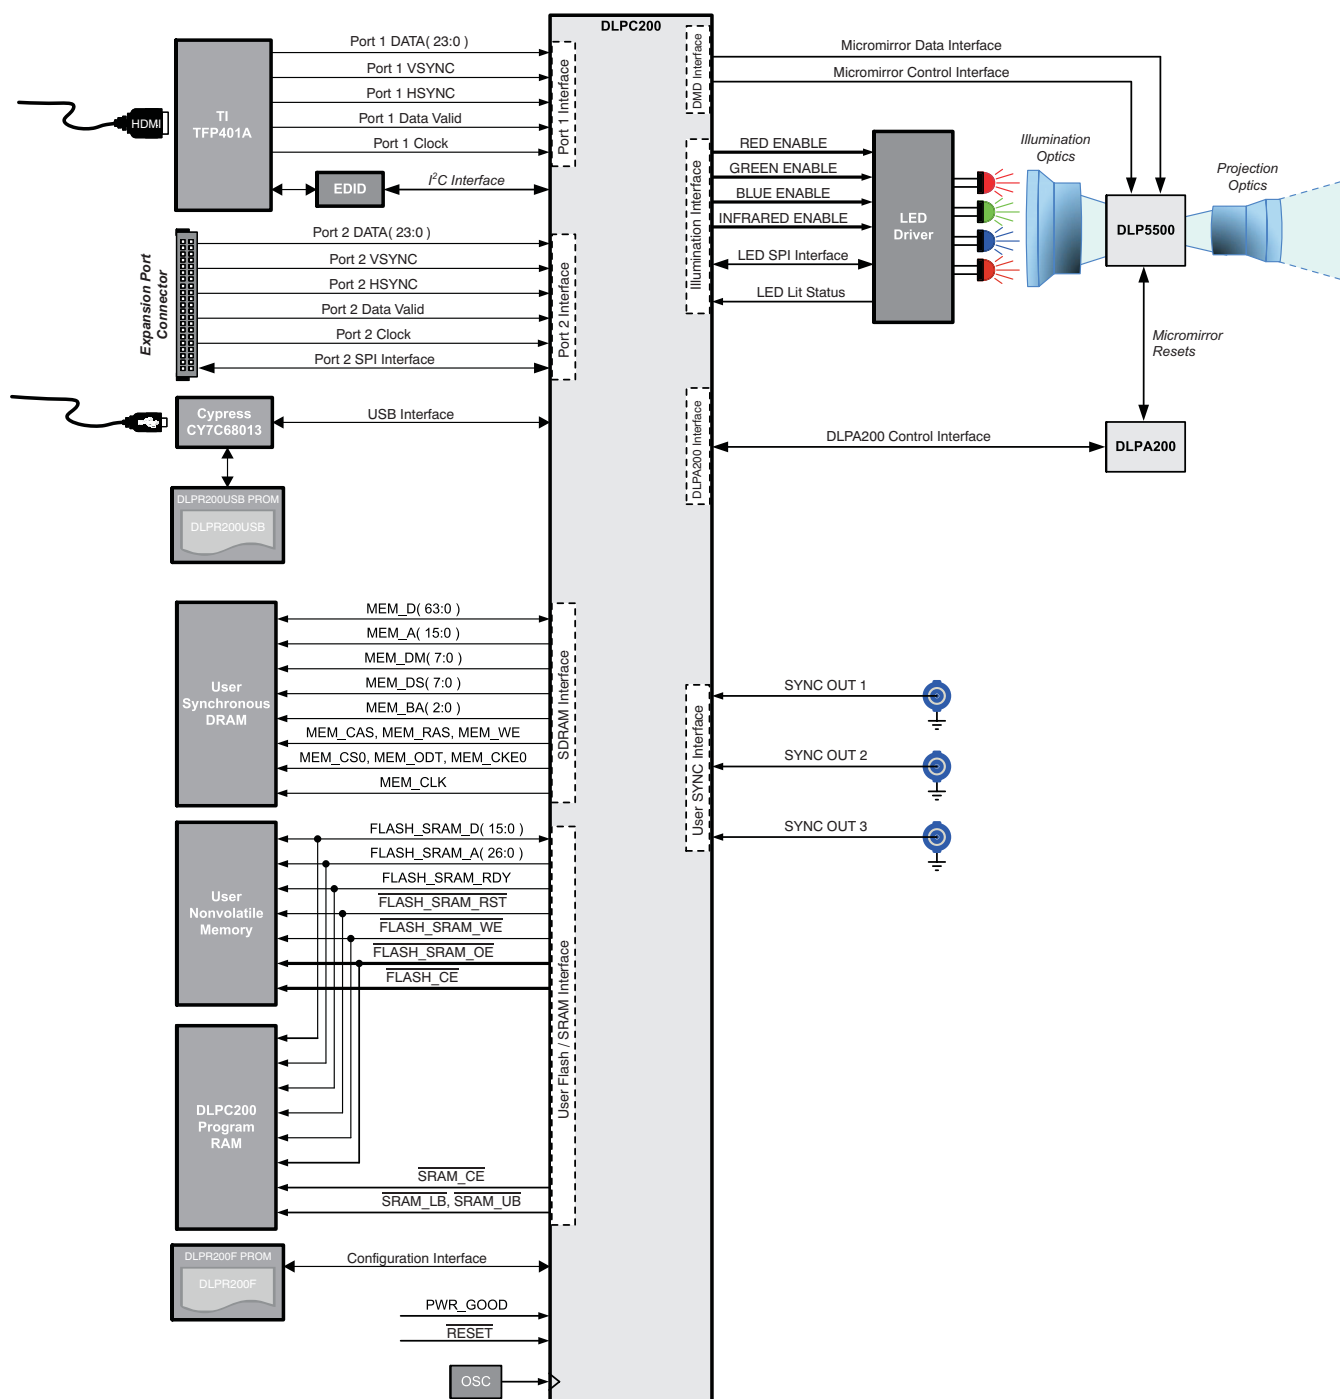 DLPC200
HDMI
TI
TFP401A
Port 1 DATA( 23:0 )
Port 1 VSYNC
Port 1 HSYNC
Port 1 Data Valid
Port 1 Clock
EDID
I²C Interface
Port 1 Interface
Expansion Port
Connector
Port 2 DATA( 23:0 )
Port 2 VSYNC
Port 2 HSYNC
Port 2 Data Valid
Port 2 Clock
Port 2 SPI Interface
Port 2 Interface
Cypress
CY7C68013
USB Interface
DLPR200USB PROM
DLPR200USB
User
Synchronous
DRAM
MEM_D( 63:0 )
MEM_A( 15:0 )
MEM_DM( 7:0 )
MEM_DS( 7:0 )
MEM_BA( 2:0 )
MEM_CAS, MEM_RAS, MEM_WE
MEM_CS0, MEM_ODT, MEM_CKE0
MEM_CLK
SDRAM Interface
User
Nonvolatile
Memory
FLASH_SRAM_D( 15:0 )
FLASH_SRAM_A( 26:0 )
FLASH_SRAM_RDY
FLASH_SRAM_RST
FLASH_SRAM_WE
FLASH_SRAM_OE
FLASH_CE
User Flash / SRAM Interface
DLPC200
Program
RAM
SRAM_CE
SRAM_LB, SRAM_UB
DLPR200F PROM
DLPR200F
Configuration Interface
PWR_GOOD
RESET
OSC
DMD Interface
Micromirror Data Interface
Micromirror Control Interface
Illumination Interface
RED ENABLE
GREEN ENABLE
BLUE ENABLE
INFRARED ENABLE
LED SPI Interface
LED Lit Status
LED
Driver
Illumination
Optics
DLP5500
Projection
Optics
Micromirror
Resets
DLPA200 Interface
DLPA200 Control Interface
DLPA200
User SYNC Interface
SYNC OUT 1
SYNC OUT 2
SYNC OUT 3